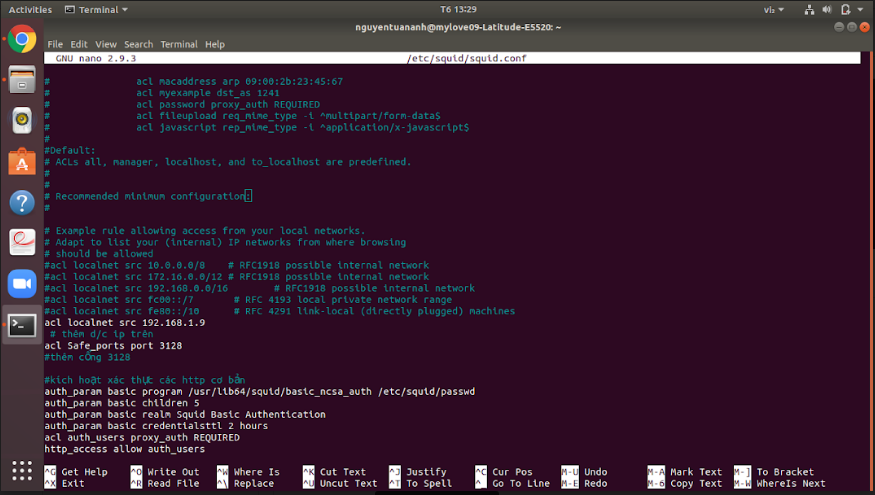 Activities Terminal T6 13:29 vi₂
nguyentuananh@mylove09-Latitude-E5520: ~
File Edit View Search Terminal Help
GNU nano 2.9.3 /etc/squid/squid.conf
# acl macaddress arp 09:00:2b:23:45:67
# acl myexample dst_as 1241
# acl password proxy_auth REQUIRED
# acl fileupload req_mime_type -i ^multipart/form-data$
# acl javascript rep_mime_type -i ^application/x-javascript$
#
#Default:
# ACLs all, manager, localhost, and to_localhost are predefined.
#
#
# Recommended minimum configuration:
#
# Example rule allowing access from your local networks.
# Adapt to list your (internal) IP networks from where browsing
# should be allowed
#acl localnet src 10.0.0.0/8 # RFC1918 possible internal network
#acl localnet src 172.16.0.0/12 # RFC1918 possible internal network
#acl localnet src 192.168.0.0/16 # RFC1918 possible internal network
#acl localnet src fc00::/7 # RFC 4193 local private network range
#acl localnet src fe80::/10 # RFC 4291 link-local (directly plugged) machines
acl localnet src 192.168.1.9
# thêm d/c ip trên
acl Safe_ports port 3128
#thêm cổng 3128
#kich hoạt xác thực các http cơ bản
auth_param basic program /usr/lib64/squid/basic_ncsa_auth /etc/squid/passwd
auth_param basic children 5
auth_param basic realm Squid Basic Authentication
auth_param basic credentialsttl 2 hours
acl auth_users proxy_auth REQUIRED
http_access allow auth_users
^G Get Help ^O Write Out ^W Where Is ^K Cut Text ^J Justify ^C Cur Pos M-U Undo M-A Mark Text M-] To Bracket
^X Exit ^R Read File ^\ Replace ^U Uncut Text ^T To Spell ^_ Go To Line M-E Redo M-6 Copy Text M-W WhereIs Next